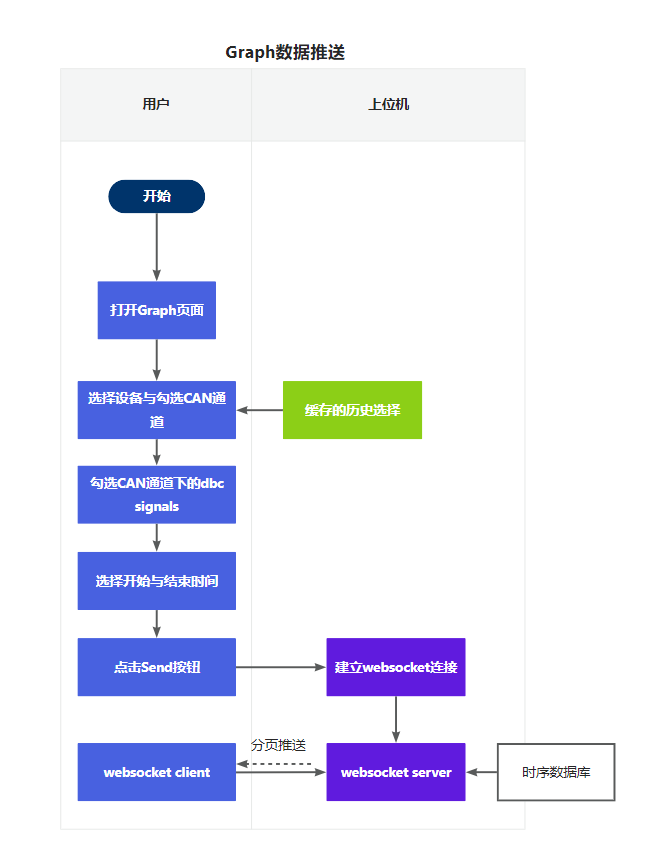 Graph数据推送
用户
上位机
开始
打开Graph页面
选择设备与勾选CAN通
道
缓存的历史选择
勾选CAN通道下的dbc
signals
选择开始与结束时间
点击Send按钮
建立websocket连接
分页推送
websocket client
websocket server
时序数据库